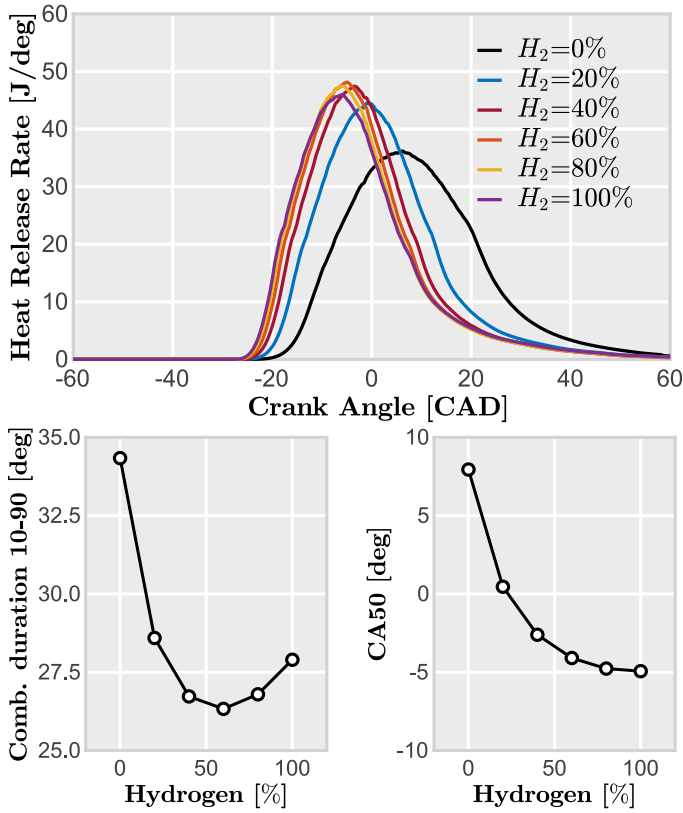 60
50
40
30
20
10
0
Heat Release Rate [J/deg]
H₂=0%
H₂=20%
H₂=40%
H₂=60%
H₂=80%
H₂=100%
-60 -40 -20 0 20 40 60
Crank Angle [CAD]
35.0
32.5
30.0
27.5
25.0
Comb. duration 10-90 [deg]
0 50 100
Hydrogen [%]
10
5
0
-5
-10
CA50 [deg]
0 50 100
Hydrogen [%]